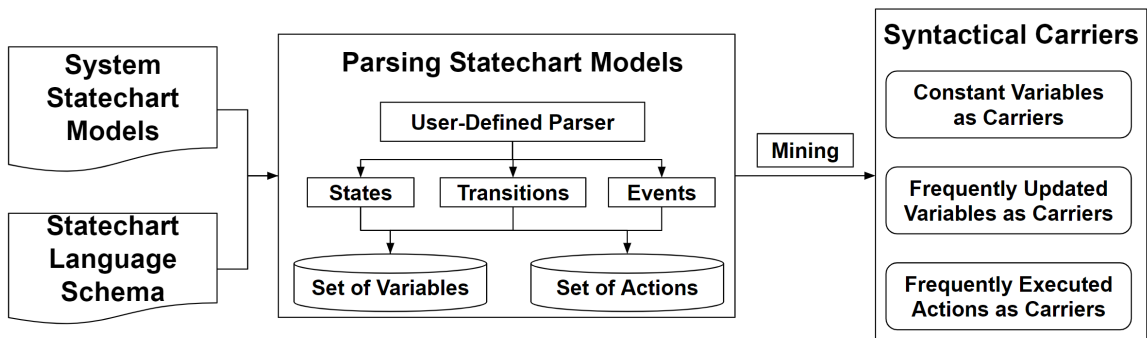 System
Statechart
Models
Statechart
Language
Schema
Parsing Statechart Models
User-Defined Parser
States
Transitions
Events
Set of Variables
Set of Actions
Mining
Syntactical Carriers
Constant Variables
as Carriers
Frequently Updated
Variables as Carriers
Frequently Executed
Actions as Carriers